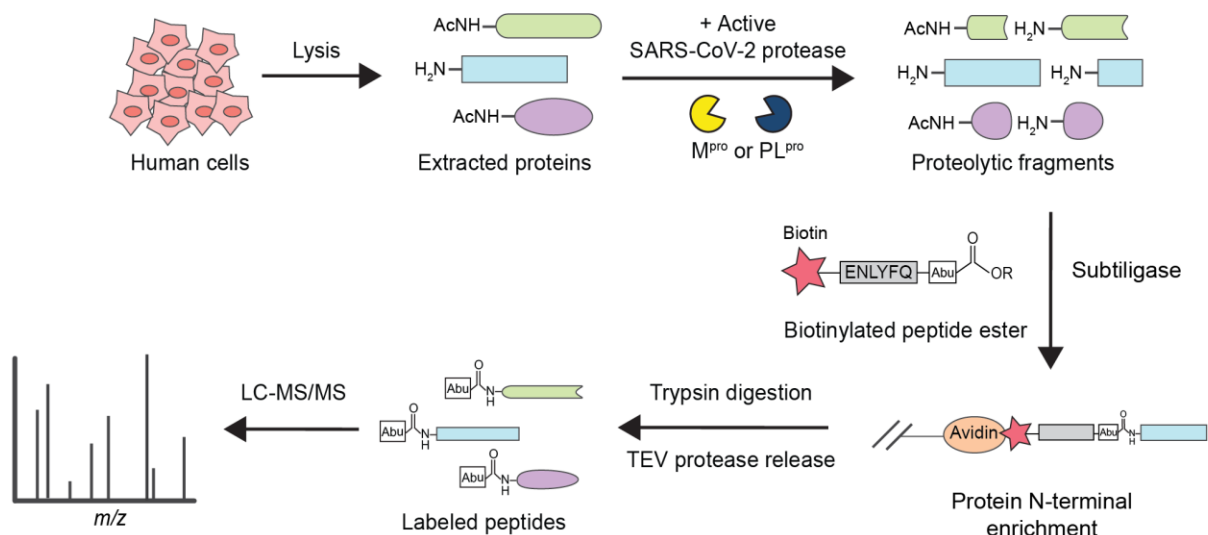 Human cells
Lysis
AcNH
H₂N
AcNH
Extracted proteins
+ Active
SARS-CoV-2 protease
Mᵖʳᵒ or PLᵖʳᵒ
AcNH H₂N
H₂N H₂N
AcNH H₂N
Proteolytic fragments
Biotin
ENLYFQ Abu O OR
Biotinylated peptide ester
Subtiligase
Avidin Abu O N H
Protein N-terminal
enrichment
Trypsin digestion
TEV protease release
Abu O N H
Abu O N H
Abu O N H
Labeled peptides
LC-MS/MS
m/z